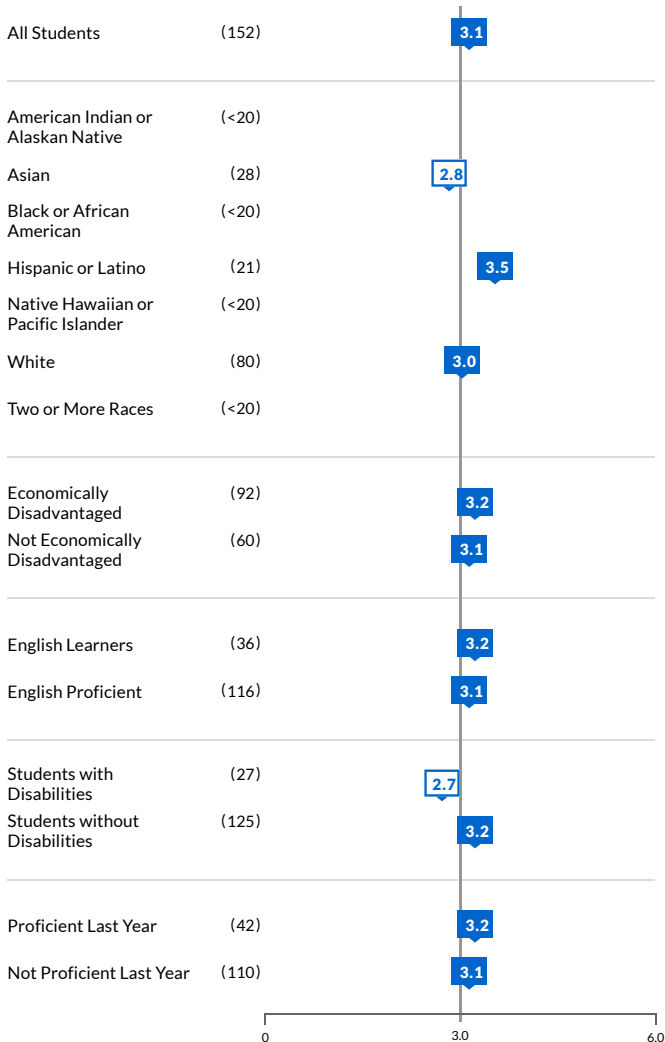 All Students (152) 3.1
American Indian or (<20)
Alaskan Native
Asian (28) 2.8
Black or African (<20)
American
Hispanic or Latino (21) 3.5
Native Hawaiian or (<20)
Pacific Islander
White (80) 3.0
Two or More Races (<20)
Economically (92) 3.2
Disadvantaged
Not Economically (60) 3.1
Disadvantaged
English Learners (36) 3.2
English Proficient (116) 3.1
Students with (27) 2.7
Disabilities
Students without (125) 3.2
Disabilities
Proficient Last Year (42) 3.2
Not Proficient Last Year (110) 3.1
0 3.0 6.0